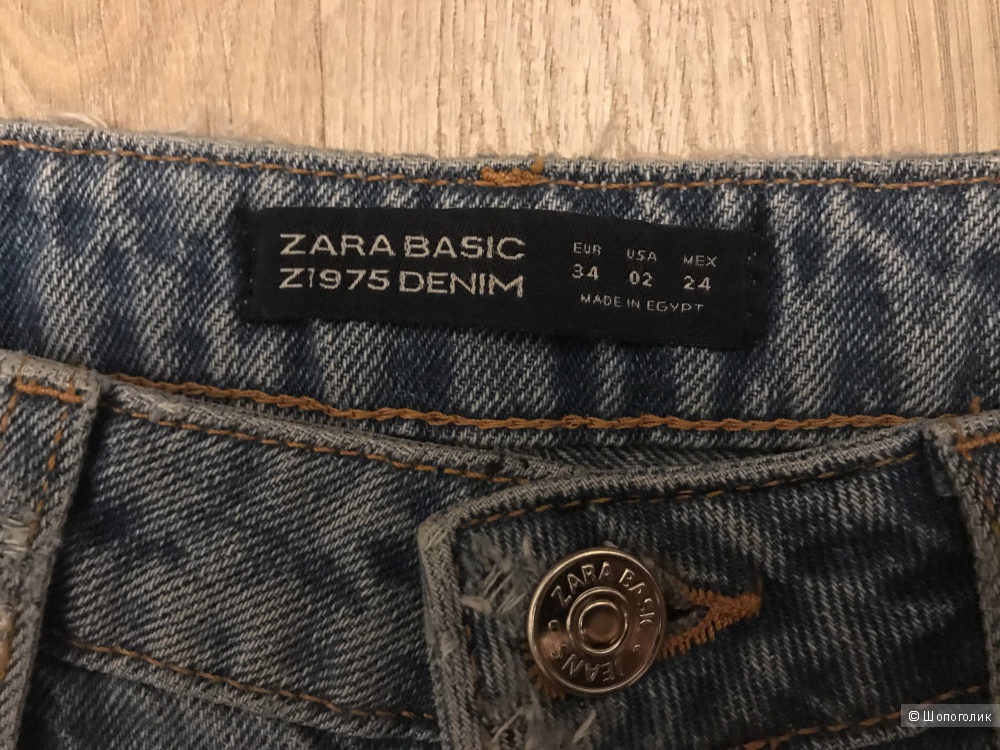 ZARA BASIC
Z1975 DENIM
EUR USA MEX
34 02 24
MADE IN EGYPT
ZARA BASIC
JEANS
© Шопоголик